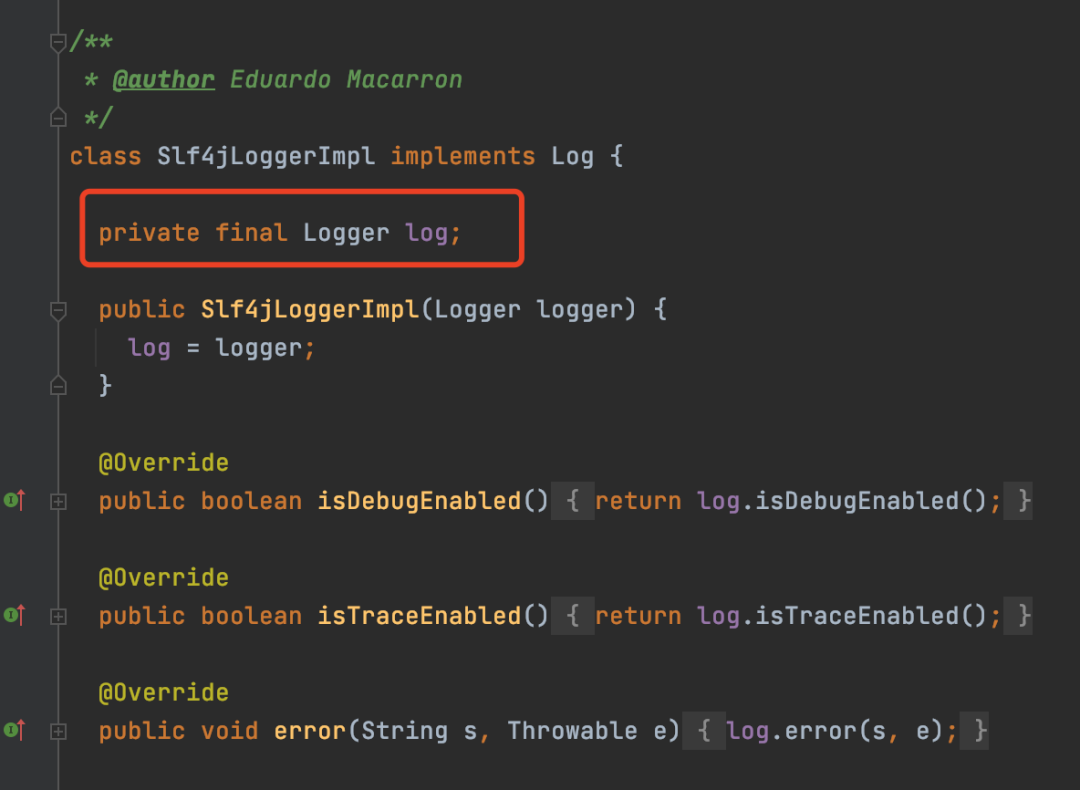 /**
 * @author Eduardo Macarron
 */
class Slf4jLoggerImpl implements Log {
private final Logger log;
public Slf4jLoggerImpl(Logger logger) {
log = logger;
}
@Override
public boolean isDebugEnabled() { return log.isDebugEnabled(); }
@Override
public boolean isTraceEnabled() { return log.isTraceEnabled(); }
@Override
public void error(String s, Throwable e) { log.error(s, e); }